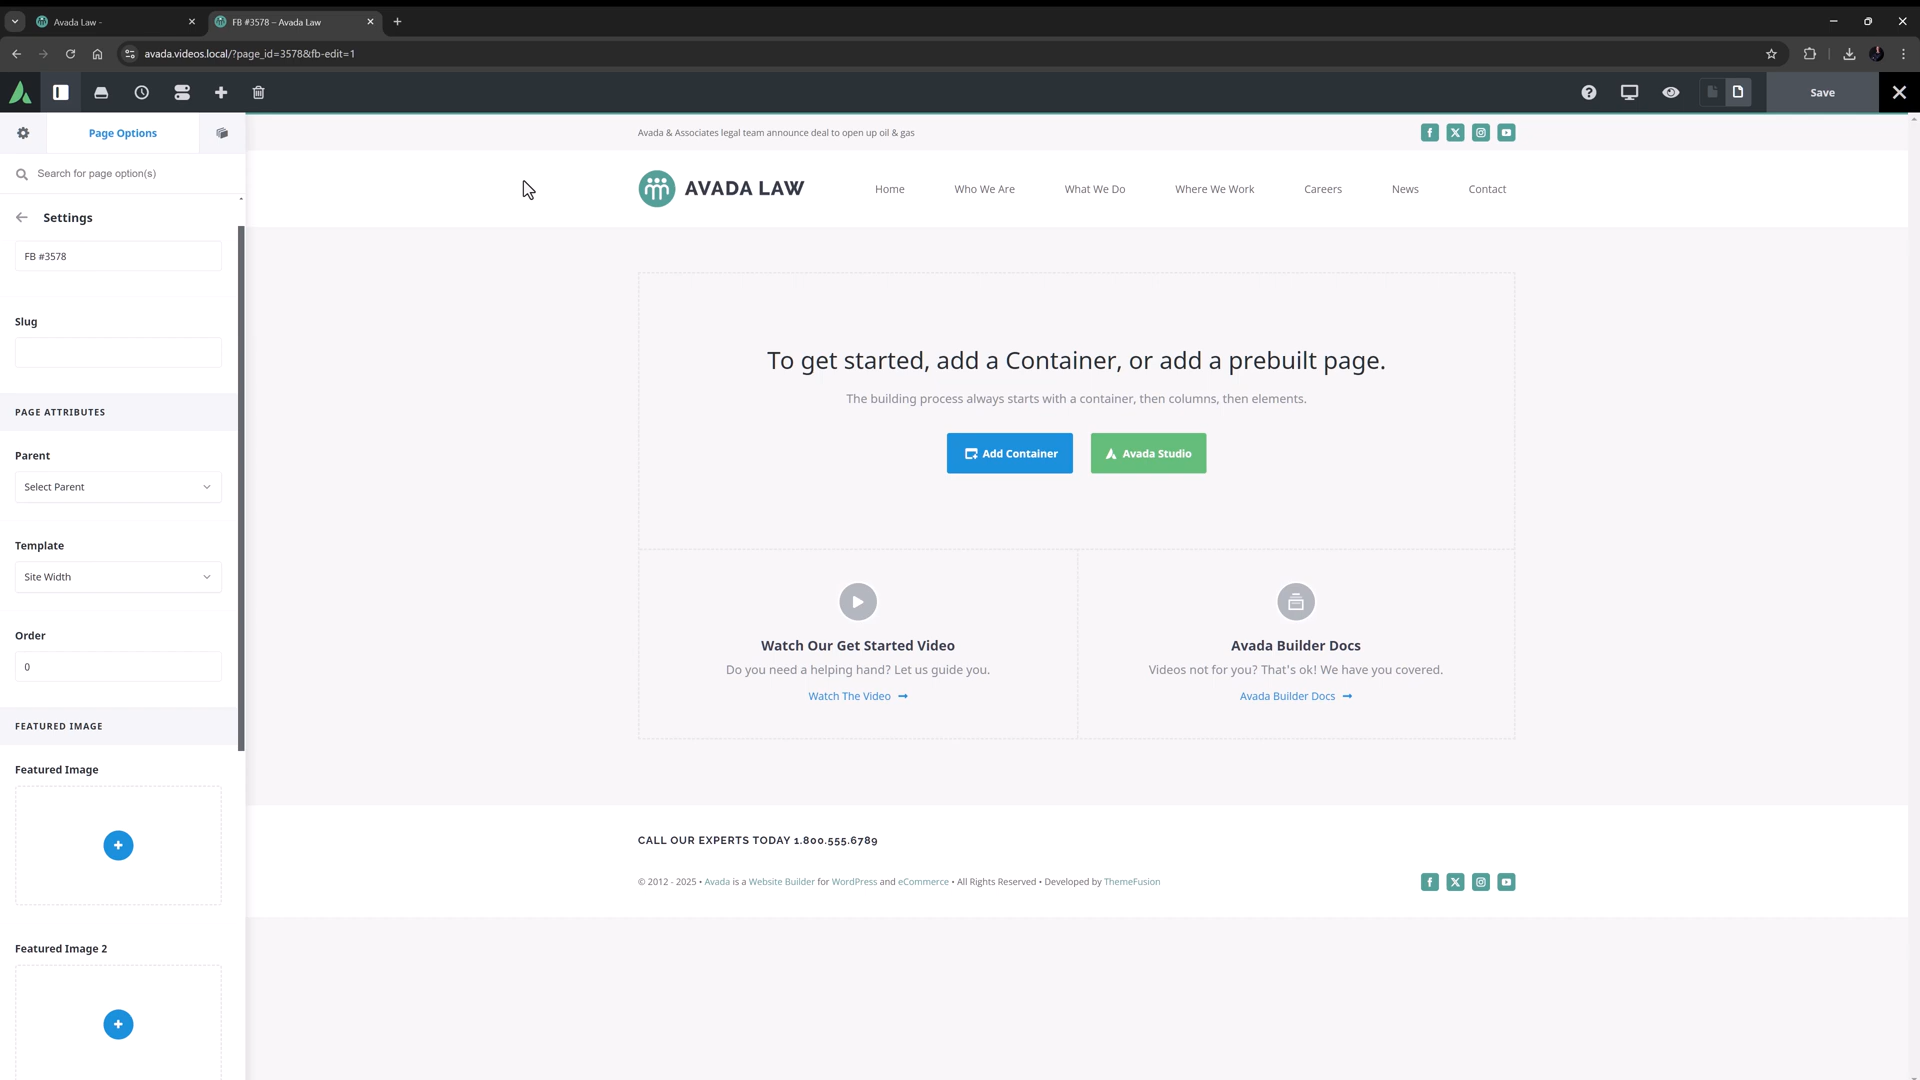 Avada Law -
FB #3578 – Avada Law
avada.videos.local/?page_id=3578&fb-edit=1
Save
Page Options
Search for page option(s)
Settings
FB #3578
Slug
PAGE ATTRIBUTES
Parent
Select Parent
Template
Site Width
Order
0
FEATURED IMAGE
Featured Image
Featured Image 2
Avada & Associates legal team announce deal to open up oil & gas
AVADA LAW
Home
Who We Are
What We Do
Where We Work
Careers
News
Contact
To get started, add a Container, or add a prebuilt page.
The building process always starts with a container, then columns, then elements.
Add Container
Avada Studio
Watch Our Get Started Video
Do you need a helping hand? Let us guide you.
Watch The Video
Avada Builder Docs
Videos not for you? That's ok! We have you covered.
Avada Builder Docs
CALL OUR EXPERTS TODAY 1.800.555.6789
© 2012 - 2025 • Avada is a Website Builder for WordPress and eCommerce • All Rights Reserved • Developed by ThemeFusion